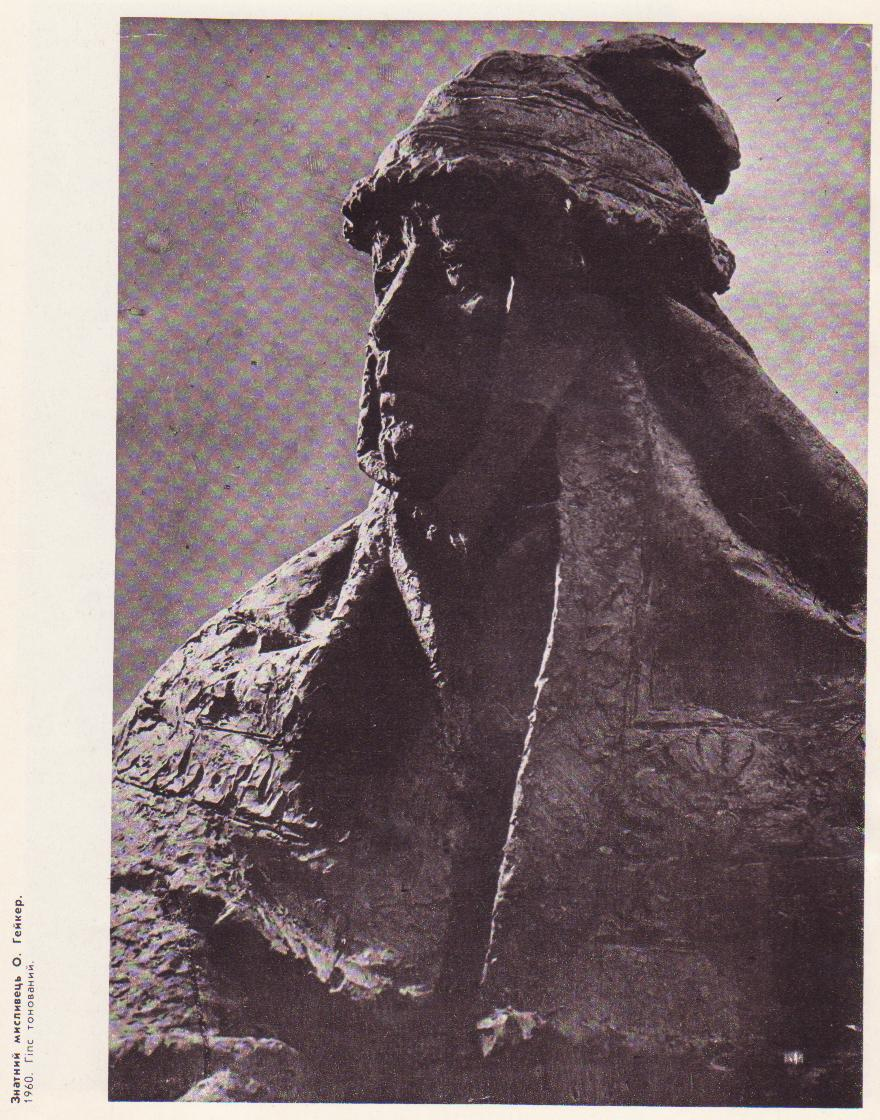 Знатний мисливець О. Гейкер.
1960. Гіпс тонований.